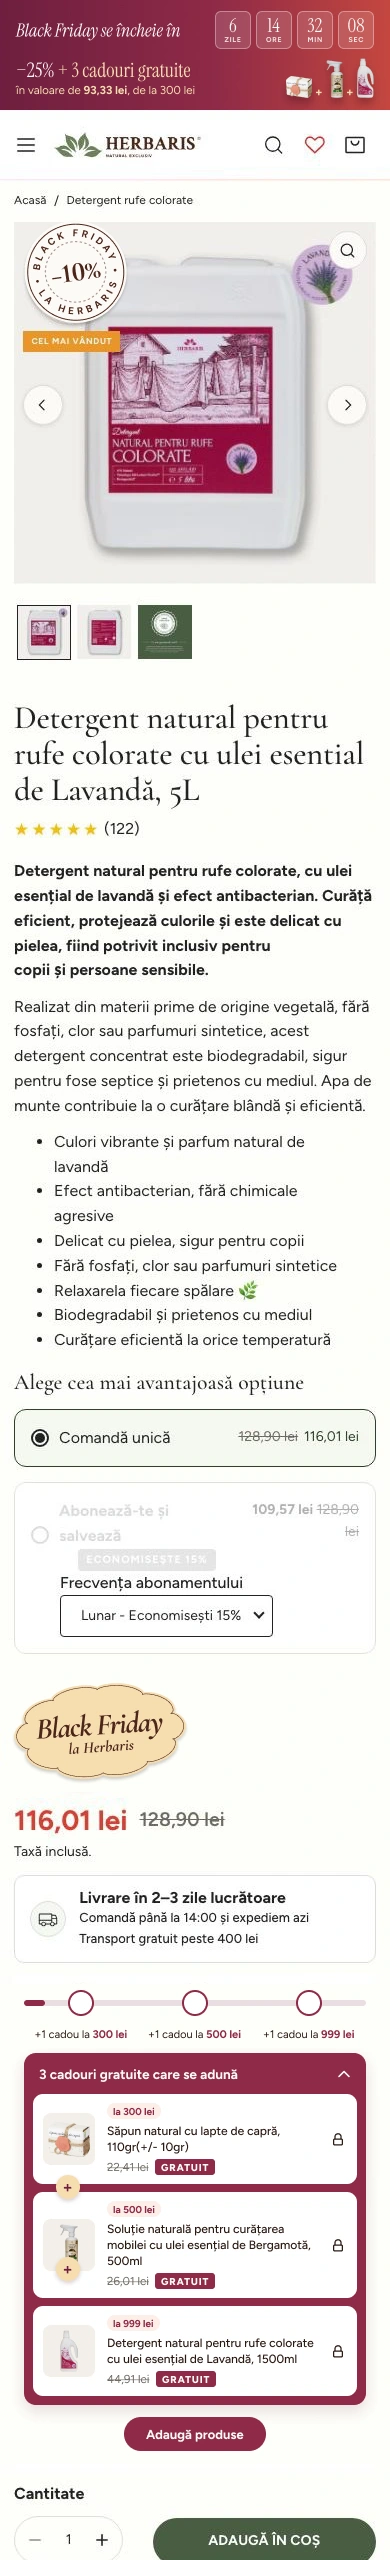 Black Friday se încheie în
6 14 32 08
ZILE ORE MIN SEC
−25% + 3 cadouri gratuite
în valoare de 93,33 lei, de la 300 lei
+ +
HERBARIS®
NATURAL EXCLUSIV
Acasă / Detergent rufe colorate
BLACK FRIDAY
-10%
LA HERBARIS
CEL MAI VÂNDUT
LAVANDĂ
HERBARIS
Detergent
NATURAL PENTRU RUFE
COLORATE
5 litri
Detergent natural pentru
rufe colorate cu ulei esential
de Lavandă, 5L
★★★★★ (122)
Detergent natural pentru rufe colorate, cu ulei
esențial de lavandă și efect antibacterian. Curăță
eficient, protejează culorile și este delicat cu
pielea, fiind potrivit inclusiv pentru
copii și persoane sensibile.
Realizat din materii prime de origine vegetală, fără
fosfați, clor sau parfumuri sintetice, acest
detergent concentrat este biodegradabil, sigur
pentru fose septice și prietenos cu mediul. Apa de
munte contribuie la o curățare blândă și eficientă.
• Culori vibrante și parfum natural de
lavandă
• Efect antibacterian, fără chimicale
agresive
• Delicat cu pielea, sigur pentru copii
• Fără fosfați, clor sau parfumuri sintetice
• Relaxarela fiecare spălare 🌿
• Biodegradabil și prietenos cu mediul
• Curățare eficientă la orice temperatură
Alege cea mai avantajoasă opțiune
Comandă unică 128,90 lei 116,01 lei
Abonează-te și 109,57 lei 128,90
salvează lei
ECONOMISEȘTE 15%
Frecvența abonamentului
Lunar - Economisești 15%
Black Friday
la Herbaris
116,01 lei 128,90 lei
Taxă inclusă.
Livrare în 2–3 zile lucrătoare
Comandă până la 14:00 și expediem azi
Transport gratuit peste 400 lei
+1 cadou la 300 lei +1 cadou la 500 lei +1 cadou la 999 lei
3 cadouri gratuite care se adună
la 300 lei
Săpun natural cu lapte de capră,
110gr(+/- 10gr)
22,41 lei GRATUIT
+
la 500 lei
Soluție naturală pentru curățarea
mobilei cu ulei esențial de Bergamotă,
500ml
26,01 lei GRATUIT
+
la 999 lei
Detergent natural pentru rufe colorate
cu ulei esențial de Lavandă, 1500ml
44,91 lei GRATUIT
Adaugă produse
Cantitate
− 1 + ADAUGĂ ÎN COȘ